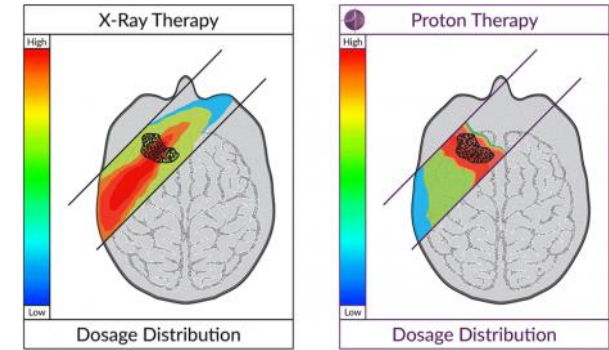 X-Ray Therapy
High
Low
Dosage Distribution
Proton Therapy
High
Low
Dosage Distribution